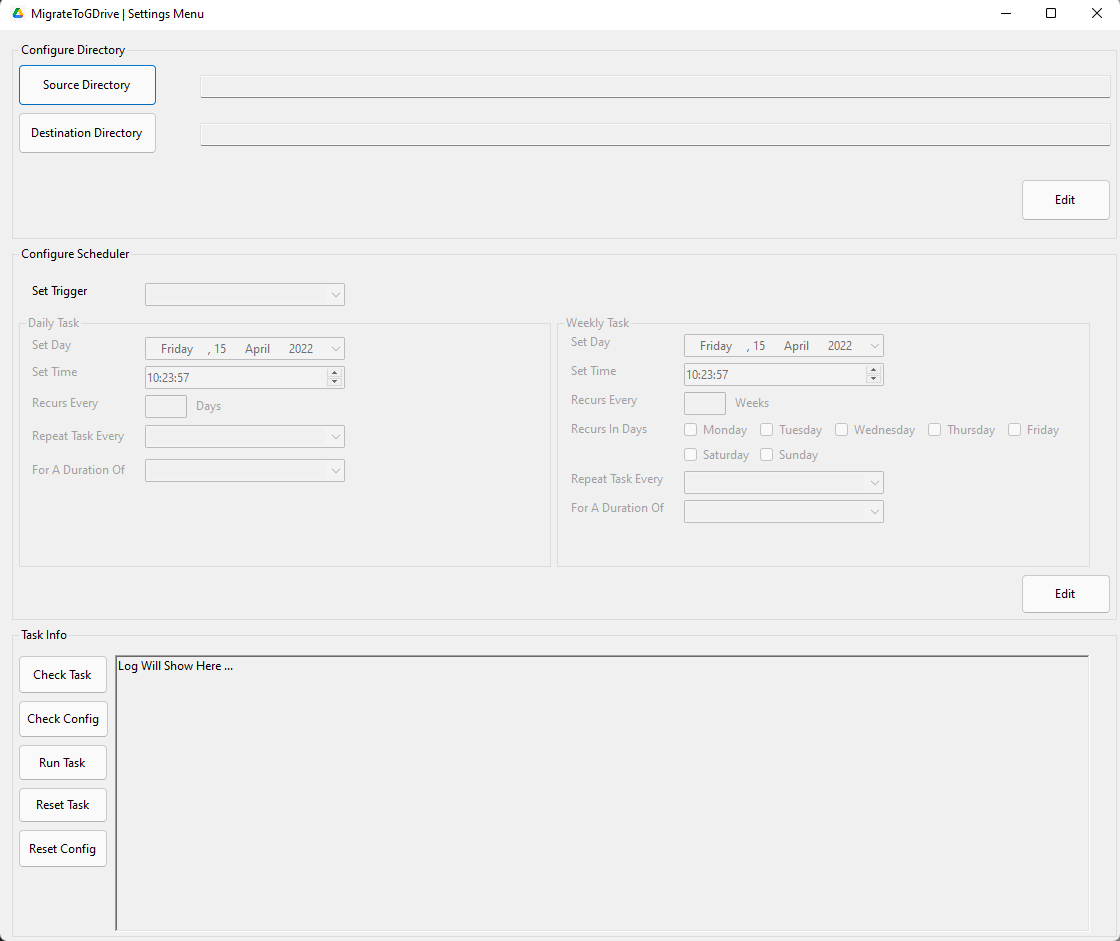 MigrateToGDrive | Settings Menu
Configure Directory
Source Directory
Destination Directory
Edit
Configure Scheduler
Set Trigger
Daily Task
Set Day Friday , 15 April 2022
Set Time 10:23:57
Recurs Every Days
Repeat Task Every
For A Duration Of
Weekly Task
Set Day Friday , 15 April 2022
Set Time 10:23:57
Recurs Every Weeks
Recurs In Days Monday Tuesday Wednesday Thursday Friday
Saturday Sunday
Repeat Task Every
For A Duration Of
Edit
Task Info
Check Task
Check Config
Run Task
Reset Task
Reset Config
Log Will Show Here ...